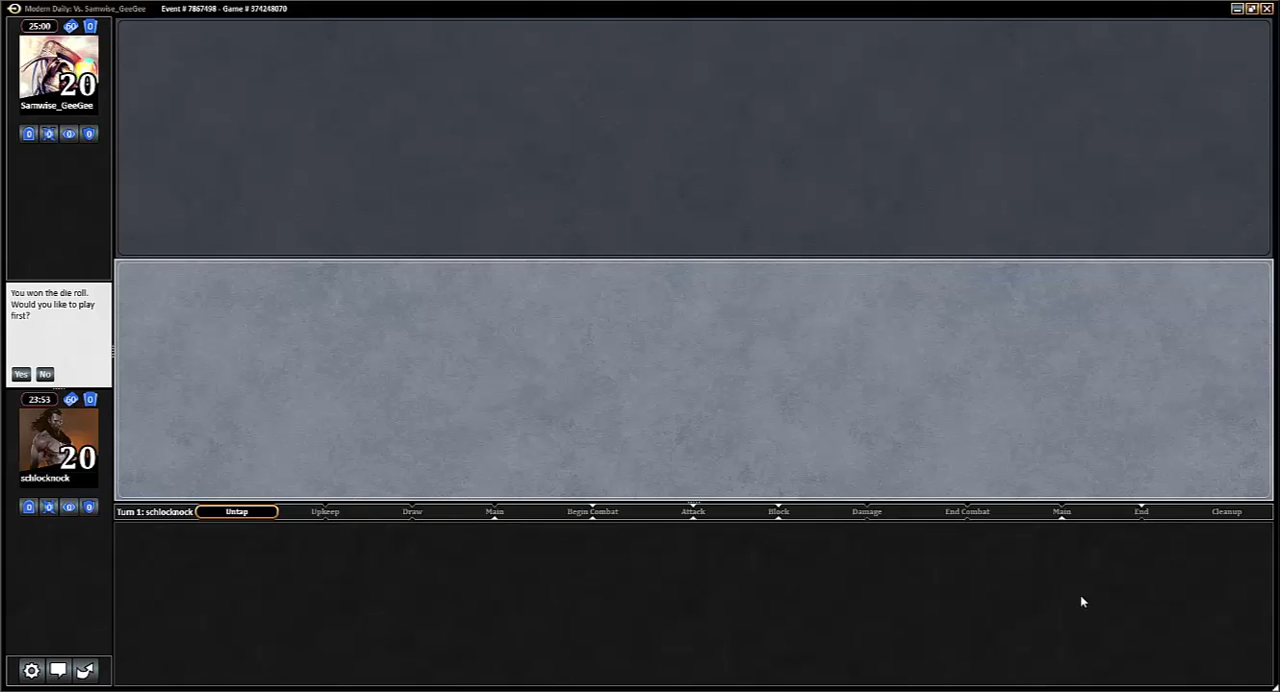 Modern Daily: Vs. Samwise_GeeGee Event # 7867498 - Game # 374248070
25:00 60 0
20
Samwise_GeeGee
0 0 0 0
You won the die roll.
Would you like to play
first?
Yes No
23:53 60 0
20
schlocknock
0 0 0 0
Turn 1: schlocknock Untap Upkeep Draw Main Begin Combat Attack Block Damage End Combat Main End Cleanup